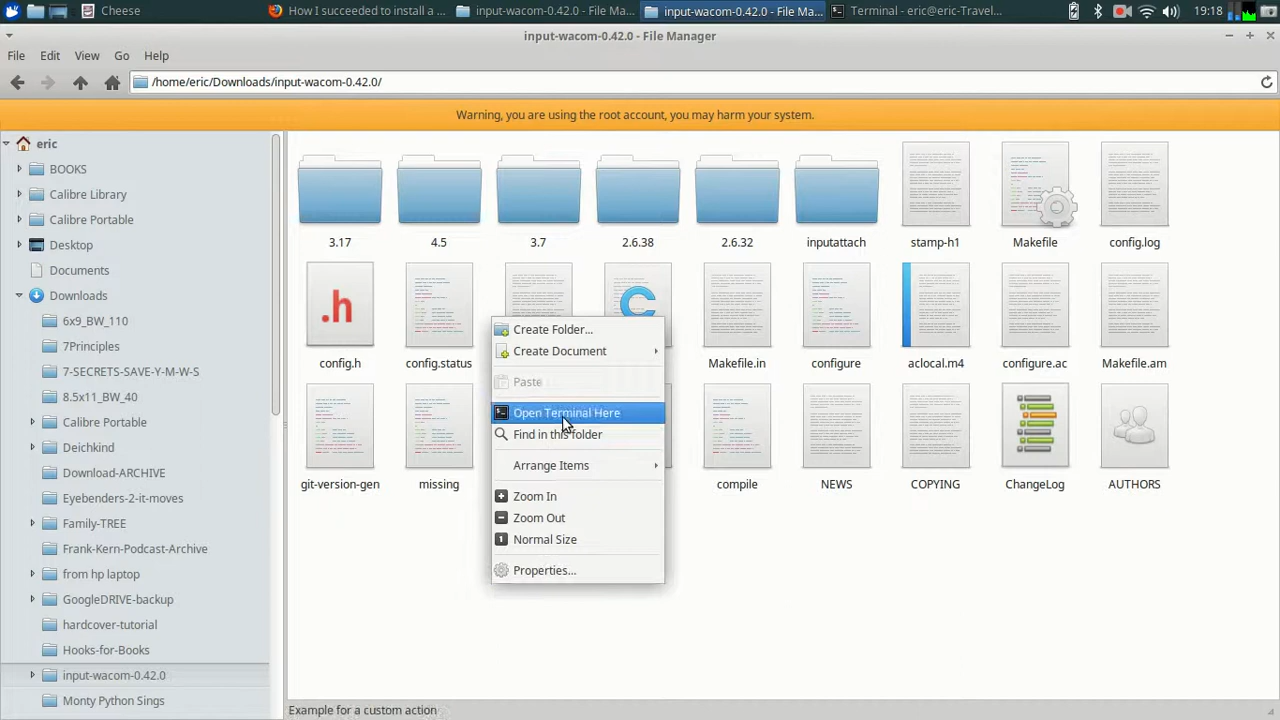 Cheese
How I succeeded to install a ...
input-wacom-0.42.0 - File Ma...
input-wacom-0.42.0 - File Ma...
Terminal - eric@eric-Travel...
19:18
input-wacom-0.42.0 - File Manager
File Edit View Go Help
/home/eric/Downloads/input-wacom-0.42.0/
Warning, you are using the root account, you may harm your system.
eric
BOOKS
Calibre Library
Calibre Portable
Desktop
Documents
Downloads
6x9_BW_110
7Principles
7-SECRETS-SAVE-Y-M-W-S
8.5x11_BW_40
Calibre Portable
Deichkind
Download-ARCHIVE
Eyebenders-2-it-moves
Family-TREE
Frank-Kern-Podcast-Archive
from hp laptop
GoogleDRIVE-backup
hardcover-tutorial
Hooks-for-Books
input-wacom-0.42.0
Monty Python Sings
3.17 4.5 3.7 2.6.38 2.6.32 inputattach stamp-h1 Makefile config.log
.h
C
config.h config.status Makefile.in configure aclocal.m4 configure.ac Makefile.am
git-version-gen missing compile NEWS COPYING ChangeLog AUTHORS
Create Folder...
Create Document
Paste
Open Terminal Here
Find in this folder
Arrange Items
Zoom In
Zoom Out
1 Normal Size
Properties...
Example for a custom action